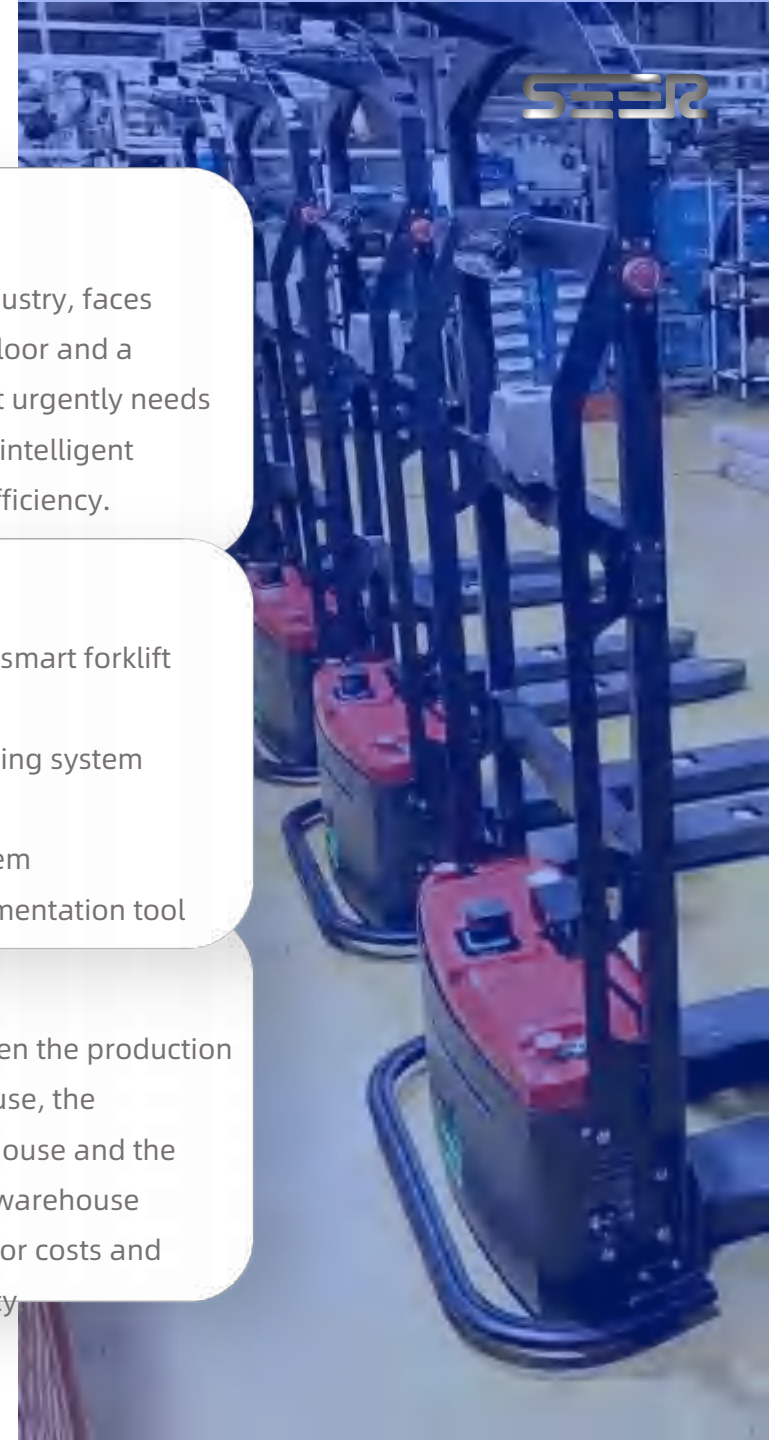 SEER
ustry, faces
loor and a
t urgently needs
intelligent
fficiency.
smart forklift
ing system
em
mentation tool
en the production
use, the
ouse and the
warehouse
or costs and
ty